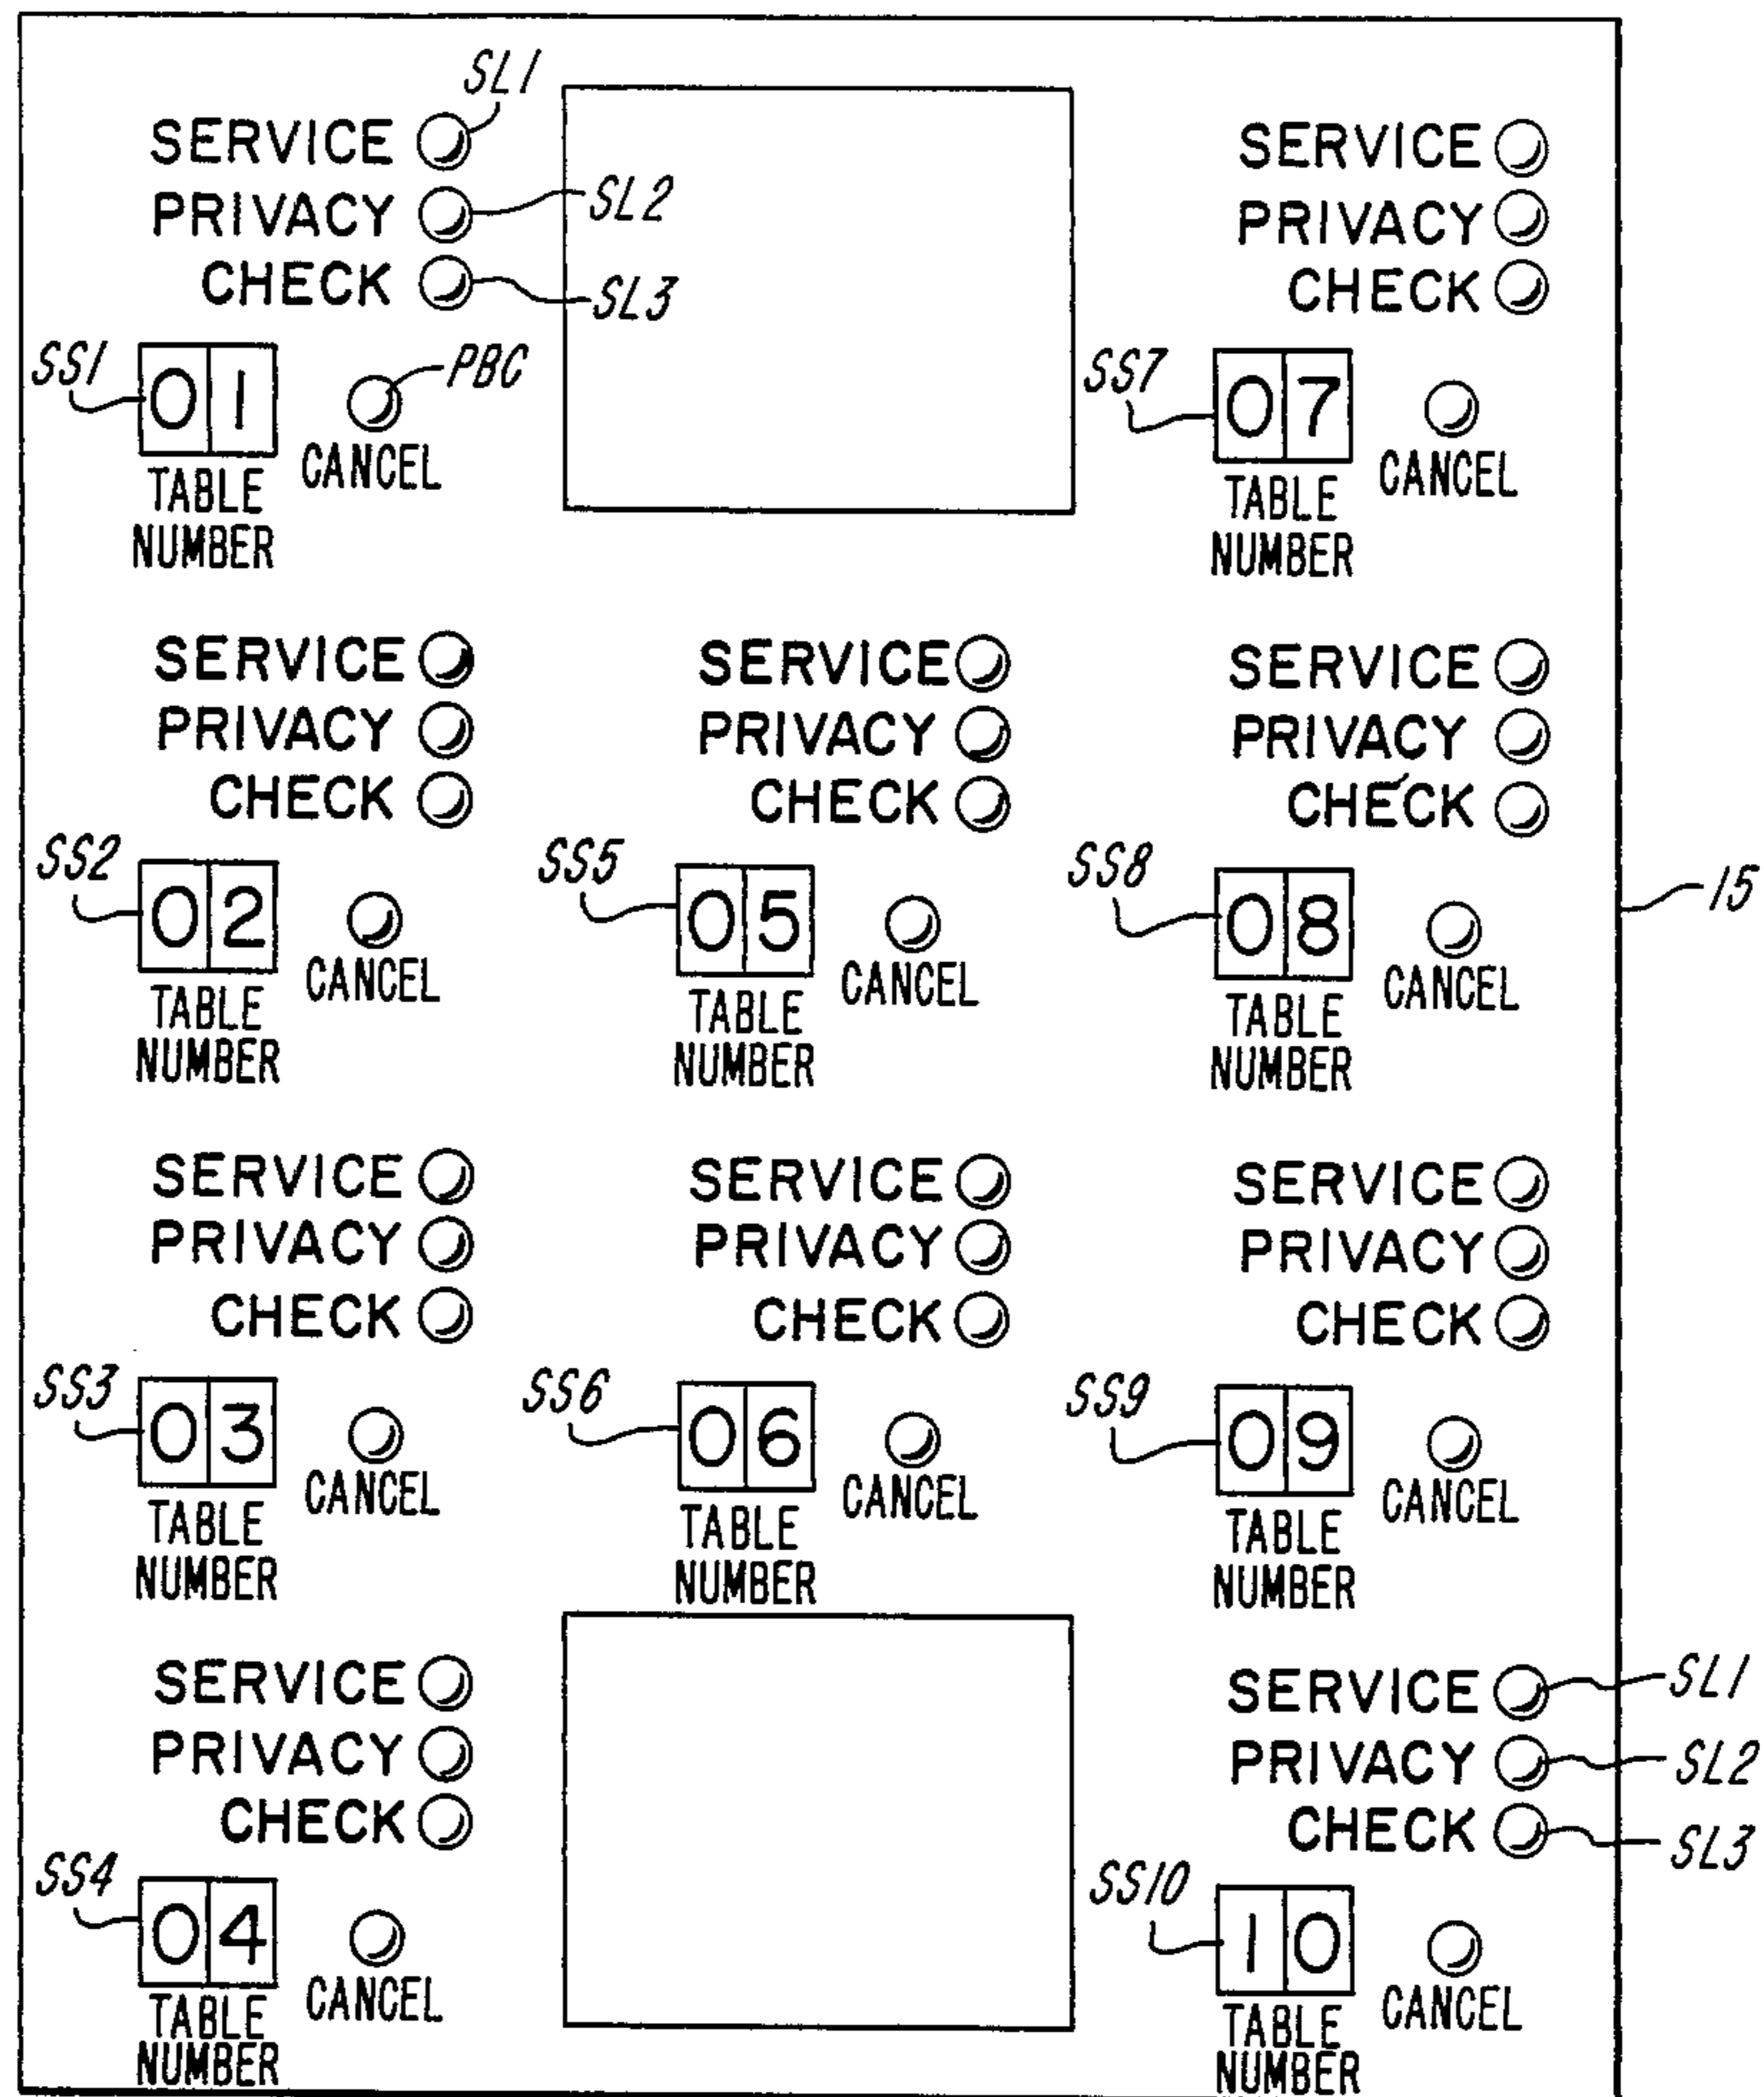 SL1
SERVICE
PRIVACY
SL2
CHECK
SL3
SS1
01
PBC
CANCEL
TABLE
NUMBER
SERVICE
PRIVACY
CHECK
SS7
07
CANCEL
TABLE
NUMBER
SERVICE
PRIVACY
CHECK
SS2
02
CANCEL
TABLE
NUMBER
SERVICE
PRIVACY
CHECK
SS5
05
CANCEL
TABLE
NUMBER
SERVICE
PRIVACY
CHECK
SS8
08
CANCEL
TABLE
NUMBER
15
SERVICE
PRIVACY
CHECK
SS3
03
CANCEL
TABLE
NUMBER
SERVICE
PRIVACY
CHECK
SS6
06
CANCEL
TABLE
NUMBER
SERVICE
PRIVACY
CHECK
SS9
09
CANCEL
TABLE
NUMBER
SERVICE
PRIVACY
CHECK
SS4
04
CANCEL
TABLE
NUMBER
SERVICE
SL1
PRIVACY
SL2
CHECK
SL3
SS10
10
CANCEL
TABLE
NUMBER